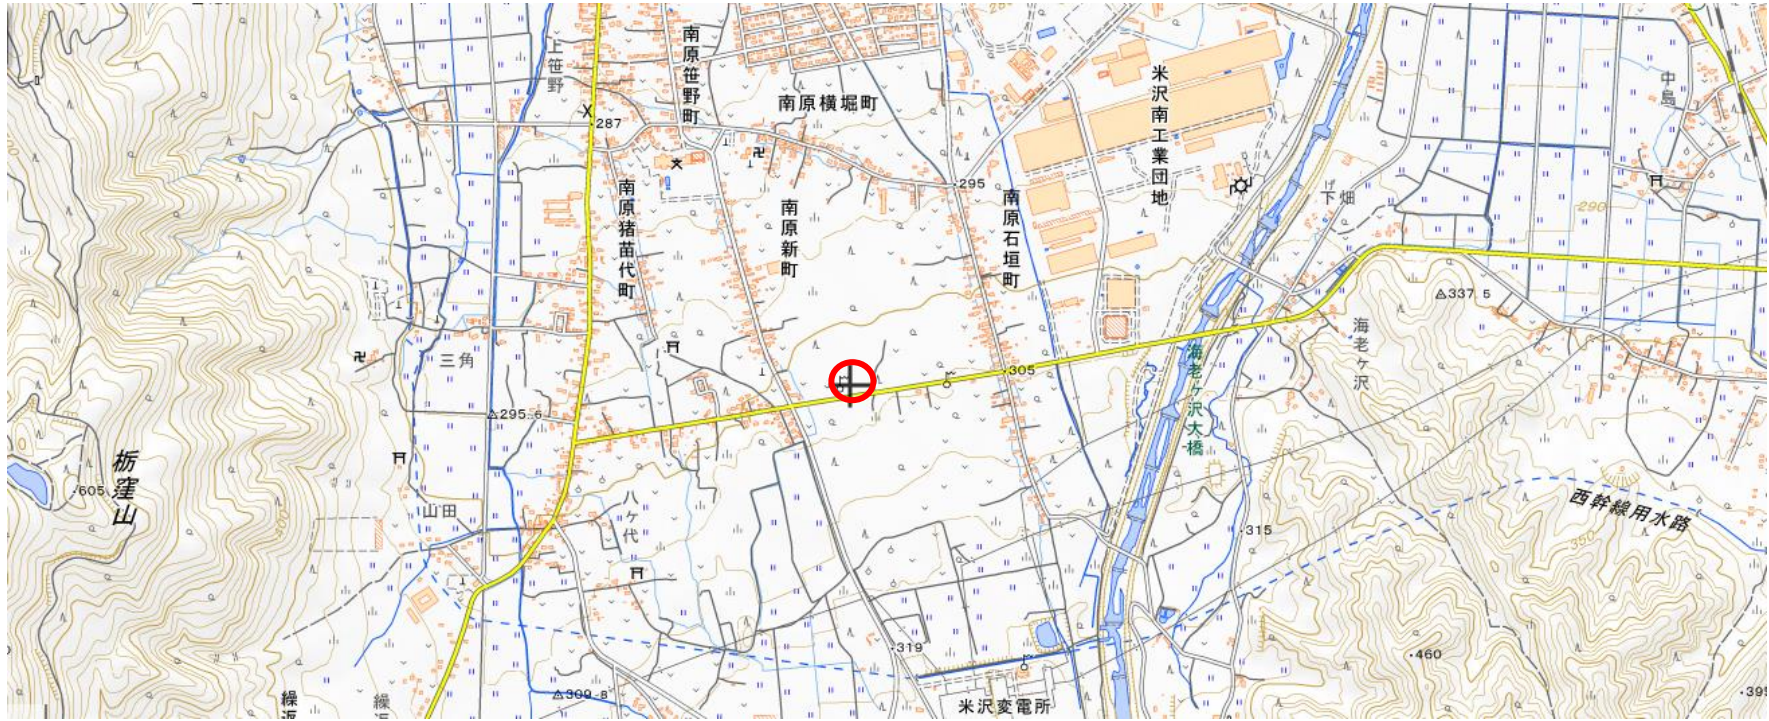 上笹野
南原笹野町
南原横堀町
米沢南工業団地
中島
287
295
南原猪苗代町
南原新町
南原石垣町
げ
下畑
290
337.5
三角
305
海老ケ沢
海老ケ沢大橋
295.6
栃窪山
605
山田
八ケ代
315
西幹線用水路
350
319
460
309.8
米沢変電所